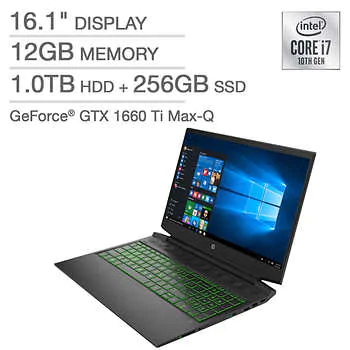 16.1" DISPLAY
12GB MEMORY
1.0TB HDD + 256GB SSD
GeForce® GTX 1660 Ti Max-Q
intel
CORE i7
10TH GEN